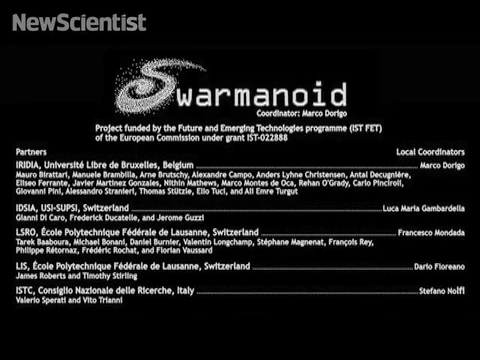 NewScientist
Swarmanoid
Coordinator: Marco Dorigo
Project funded by the Future and Emerging Technologies programme (IST FET)
of the European Commission under grant IST-022888
Partners Local Coordinators
IRIDIA, Université Libre de Bruxelles, Belgium Marco Dorigo
Mauro Birattari, Manuele Brambilla, Arne Brutschy, Alexandre Campo, Anders Lyhne Christensen, Antal Decugnière,
Eliseo Ferrante, Javier Martinez Gonzales, Nithin Mathews, Marco Montes de Oca, Rehan O'Grady, Carlo Pinciroli,
Giovanni Pini, Alessandro Stranieri, Thomas Stützle, Elio Tuci, and Ali Emre Turgut
IDSIA, USI-SUPSI, Switzerland Luca Maria Gambardella
Gianni Di Caro, Frederick Ducatelle, and Jerome Guzzi
LSRO, École Polytechnique Fédérale de Lausanne, Switzerland Francesco Mondada
Tarek Baaboura, Michael Bonani, Daniel Burnier, Valentin Longchamp, Stéphane Magnenat, François Rey,
Philippe Rétornaz, Frédéric Rochat, and Florian Vaussard
LIS, École Polytechnique Fédérale de Lausanne, Switzerland Dario Floreano
James Roberts and Timothy Stirling
ISTC, Consiglio Nazionale delle Ricerche, Italy Stefano Nolfi
Valerio Sperati and Vito Trianni